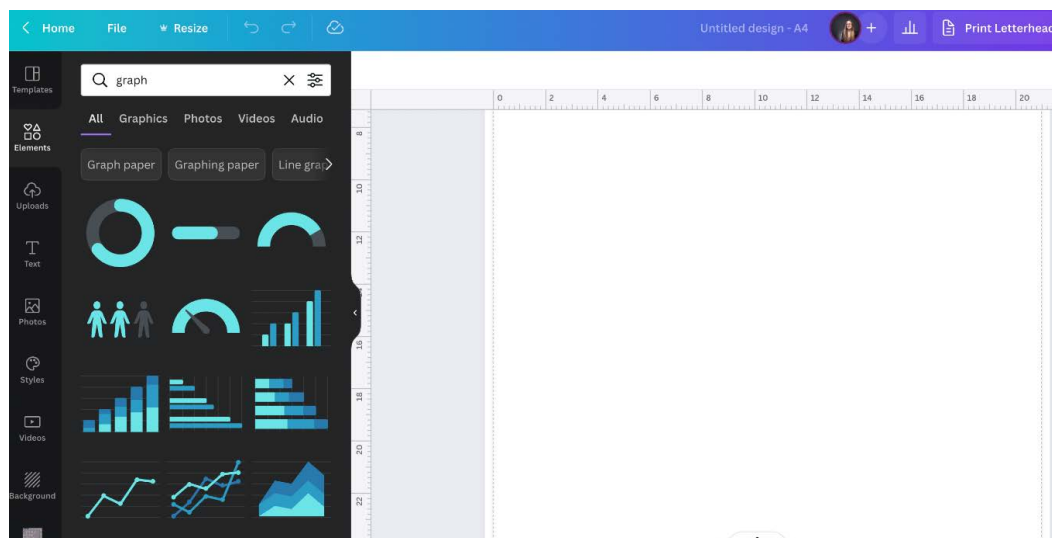 Home File Resize Untitled design - A4 + Print Letterhead
Templates
Elements
Uploads
Text
Photos
Styles
Videos
Background
graph
All Graphics Photos Videos Audio
Graph paper Graphing paper Line grap
0 2 4 6 8 10 12 14 16 18 20
8
10
12
16
18
20
22